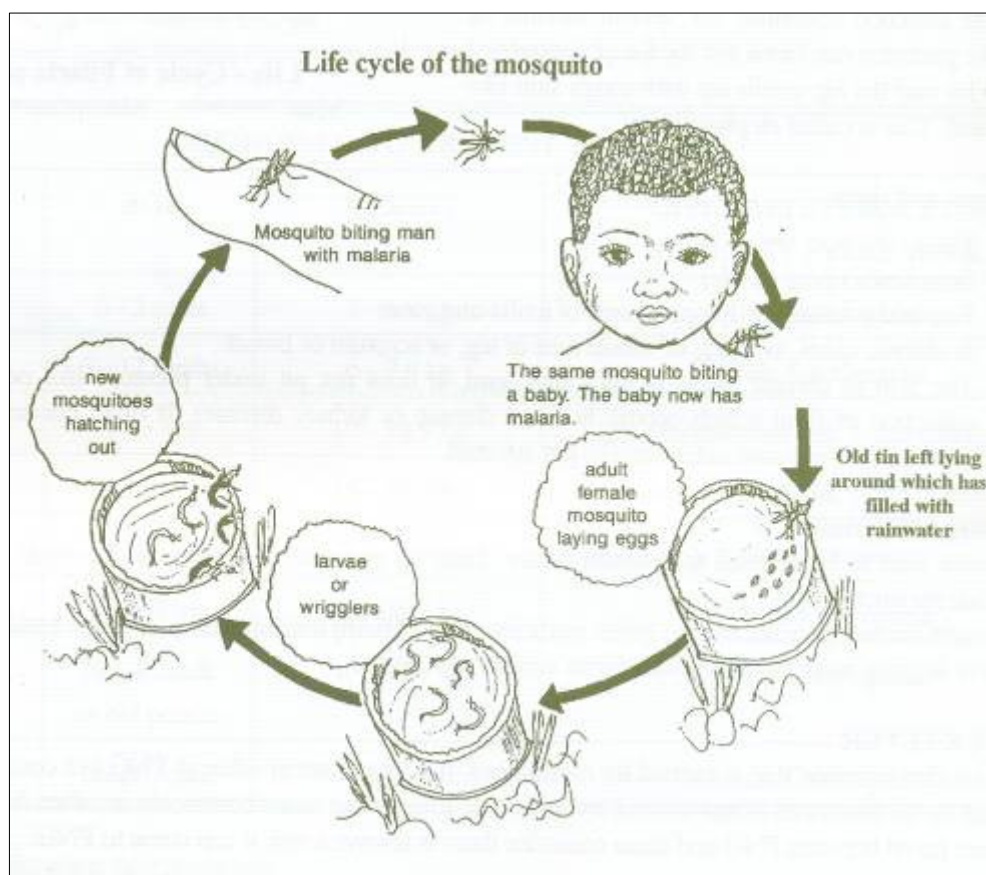 Life cycle of the mosquito
Mosquito biting man
with malaria
The same mosquito biting
a baby. The baby now has
malaria.
Old tin left lying
around which has
filled with
rainwater
adult
female
mosquito
laying eggs
larvae
or
wrigglers
new
mosquitoes
hatching
out